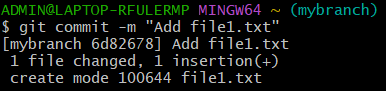 ADMIN@LAPTOP-RFULERMP MINGW64 ~ (mybranch)
$ git commit -m "Add file1.txt"
[mybranch 6d82678] Add file1.txt
 1 file changed, 1 insertion(+)
 create mode 100644 file1.txt